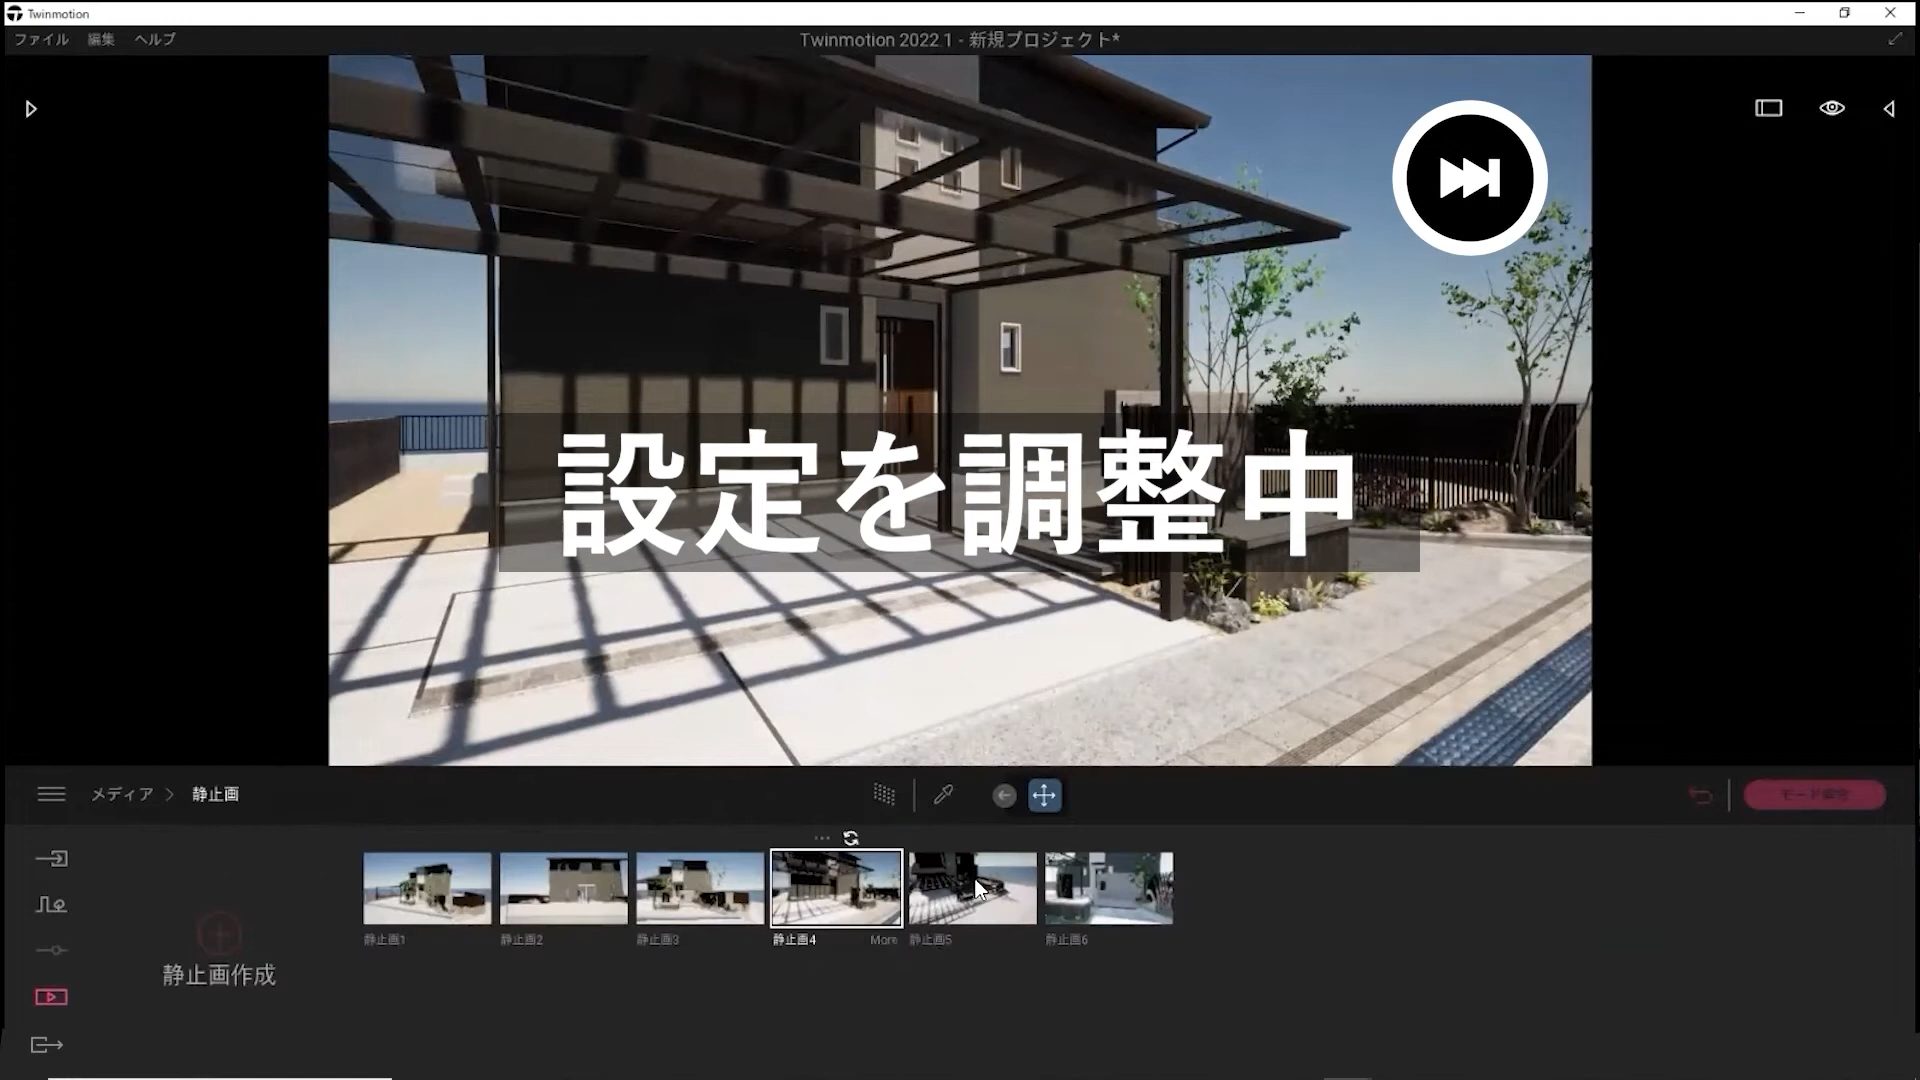 Twinmotion
ファイル 編集 ヘルプ
Twinmotion 2022.1 - 新規プロジェクト*
設定を調整中
メディア > 静止画
静止画作成
静止画1
静止画2
静止画3
静止画4 More
静止画5
静止画6